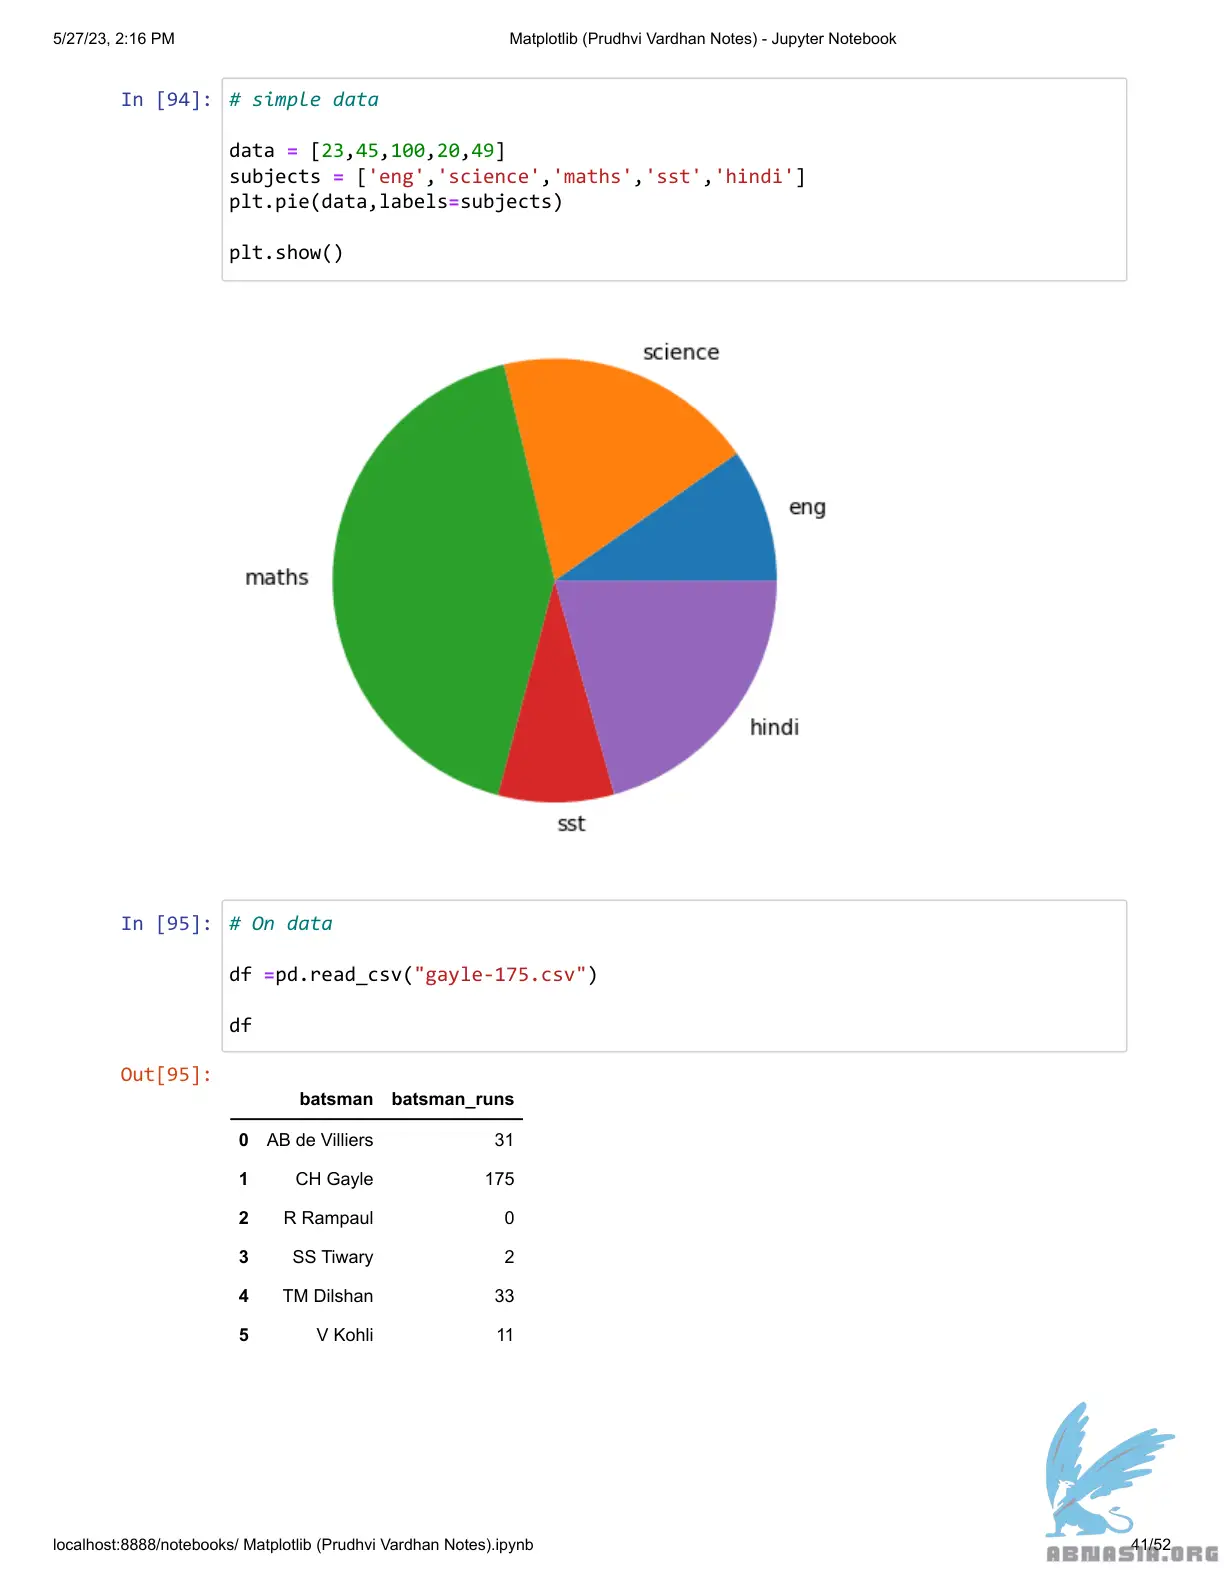 5/27/23, 2:16 PM Matplotlib (Prudhvi Vardhan Notes) - Jupyter Notebook
In [94]: # simple data
data = [23,45,100,20,49]
subjects = ['eng','science','maths','sst','hindi']
plt.pie(data,labels=subjects)
plt.show()
science
eng
maths
hindi
sst
In [95]: # On data
df =pd.read_csv("gayle-175.csv")
df
Out[95]:
batsman batsman_runs
0 AB de Villiers 31
1 CH Gayle 175
2 R Rampaul 0
3 SS Tiwary 2
4 TM Dilshan 33
5 V Kohli 11
localhost:8888/notebooks/ Matplotlib (Prudhvi Vardhan Notes).ipynb 41/52
ABNASIA.ORG